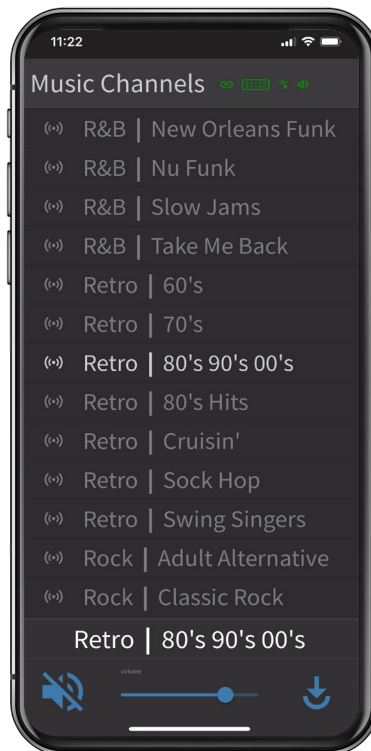 11:22
Music Channels 11:22
R&B | New Orleans Funk
R&B | Nu Funk
R&B | Slow Jams
R&B | Take Me Back
Retro | 60's
Retro | 70's
Retro | 80's 90's 00's
Retro | 80's Hits
Retro | Cruisin'
Retro | Sock Hop
Retro | Swing Singers
Rock | Adult Alternative
Rock | Classic Rock
Retro | 80's 90's 00's
volume